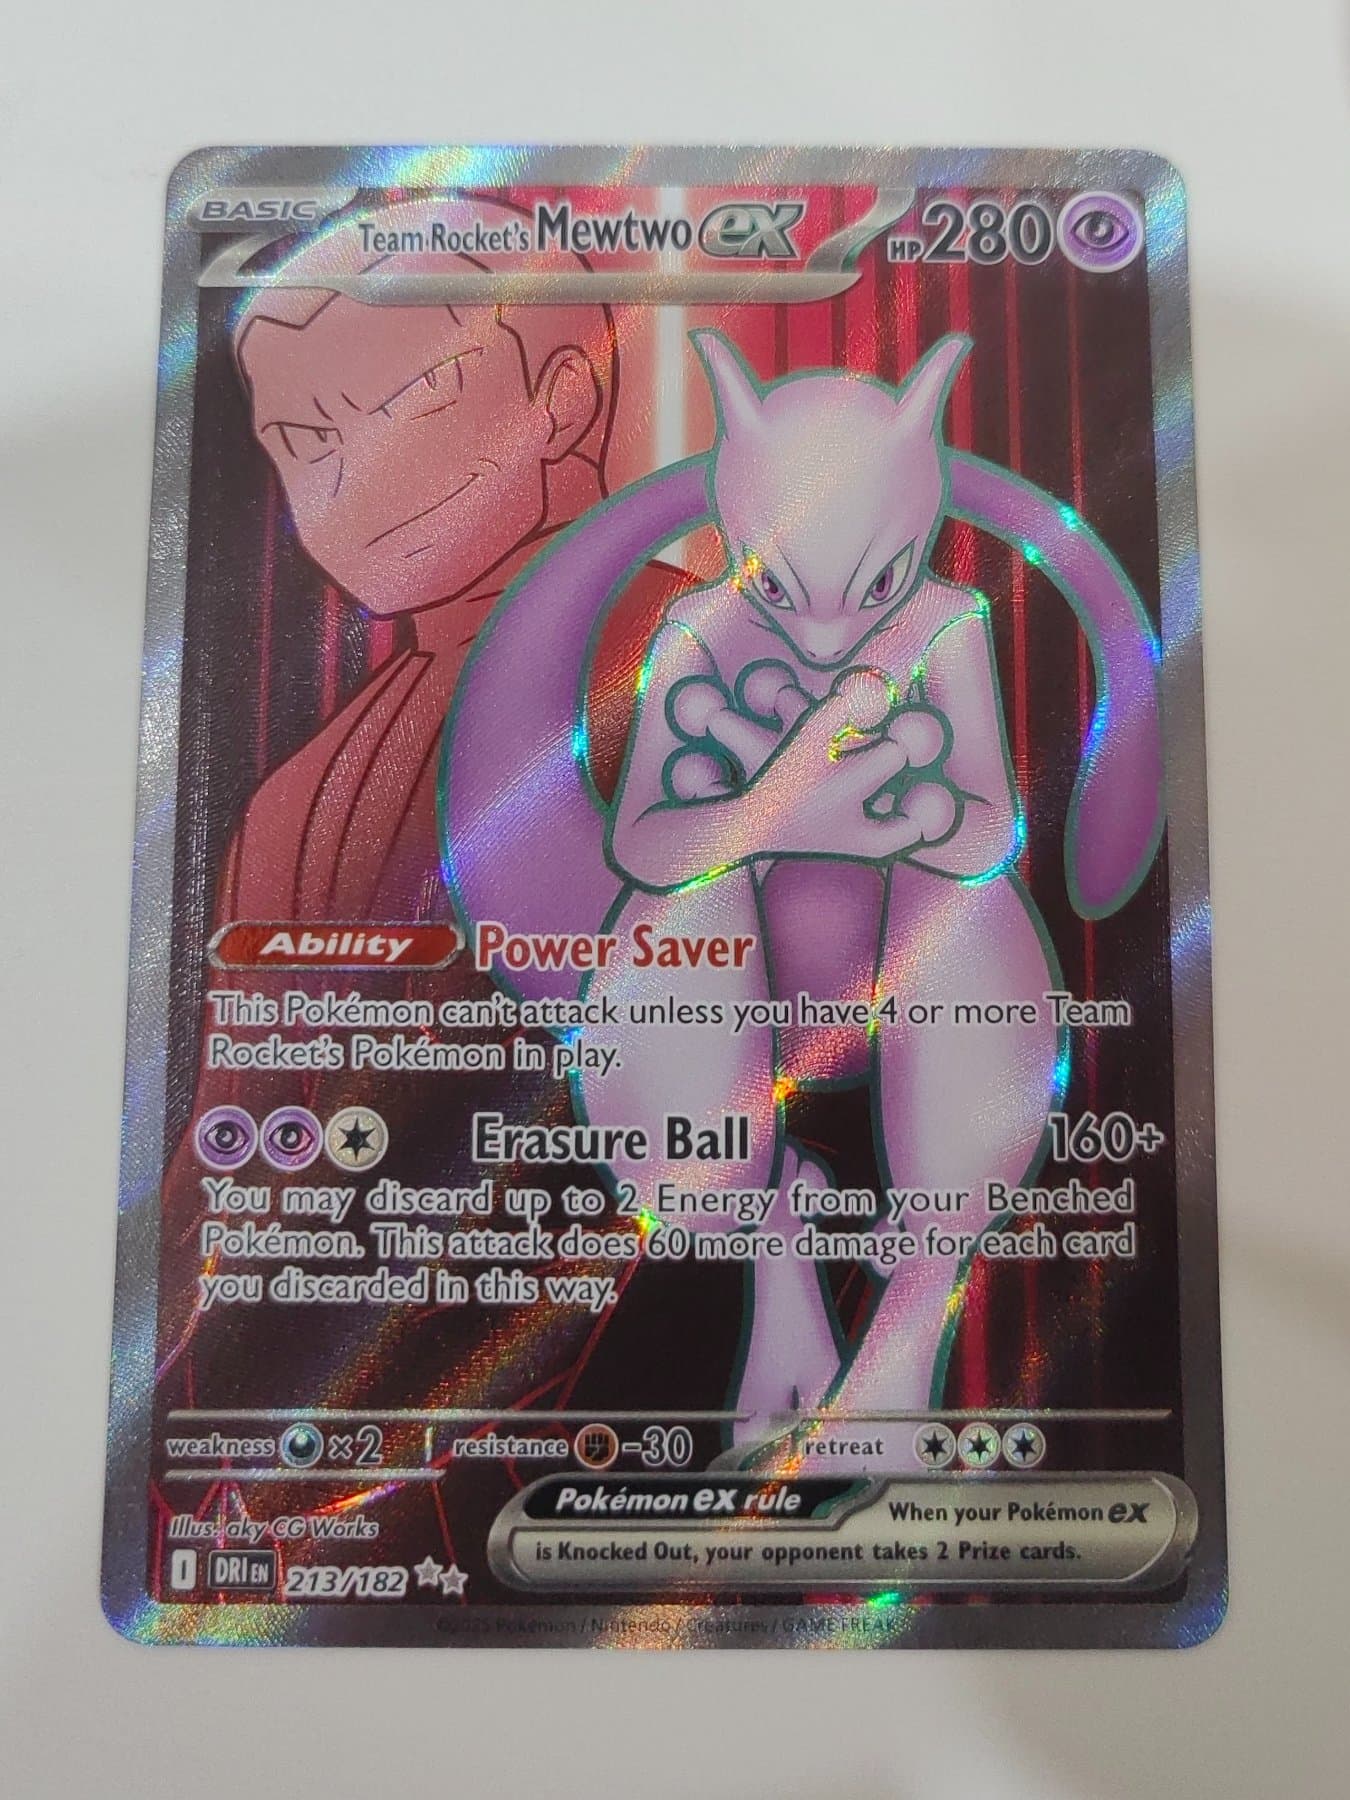 BASIC
Team Rocket's Mewtwo ex HP 280
Ability Power Saver
This Pokémon can't attack unless you have 4 or more Team
Rocket's Pokémon in play.
Erasure Ball 160+
You may discard up to 2 Energy from your Benched
Pokémon. This attack does 60 more damage for each card
you discarded in this way.
weakness ×2 resistance -30 retreat
Pokémon ex rule When your Pokémon ex
is Knocked Out, your opponent takes 2 Prize cards.
Illus. aky CG Works
I DRI EN 213/182
©2025 Pokémon / Nintendo / Creatures / GAME FREAK